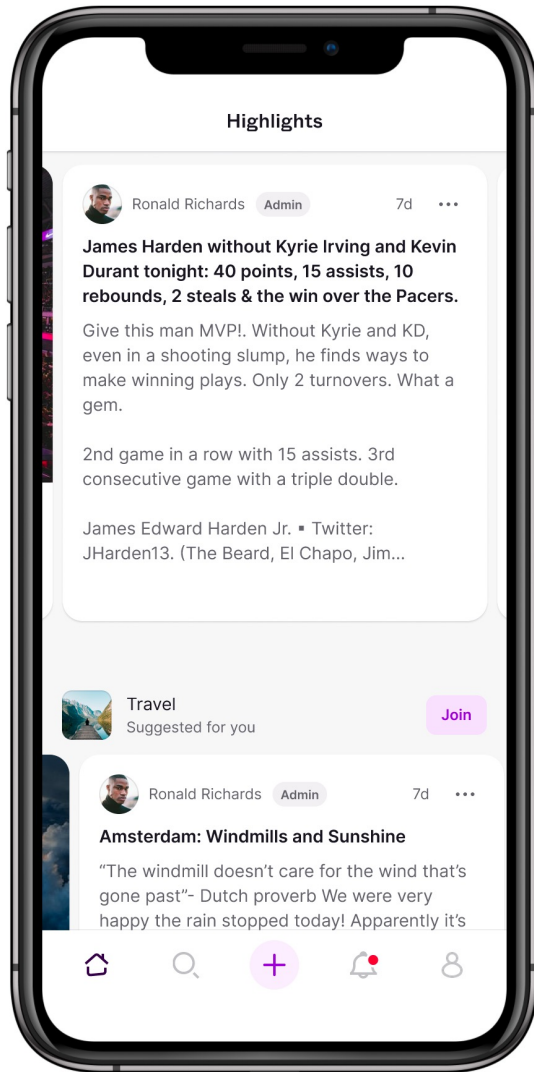 Highlights
Ronald Richards Admin 7d
James Harden without Kyrie Irving and Kevin
Durant tonight: 40 points, 15 assists, 10
rebounds, 2 steals & the win over the Pacers.
Give this man MVP!. Without Kyrie and KD,
even in a shooting slump, he finds ways to
make winning plays. Only 2 turnovers. What a
gem.
2nd game in a row with 15 assists. 3rd
consecutive game with a triple double.
James Edward Harden Jr. ▪ Twitter:
JHarden13. (The Beard, El Chapo, Jim...
Travel
Suggested for you
Join
Ronald Richards Admin 7d
Amsterdam: Windmills and Sunshine
“The windmill doesn’t care for the wind that’s
gone past”- Dutch proverb We were very
happy the rain stopped today! Apparently it’s